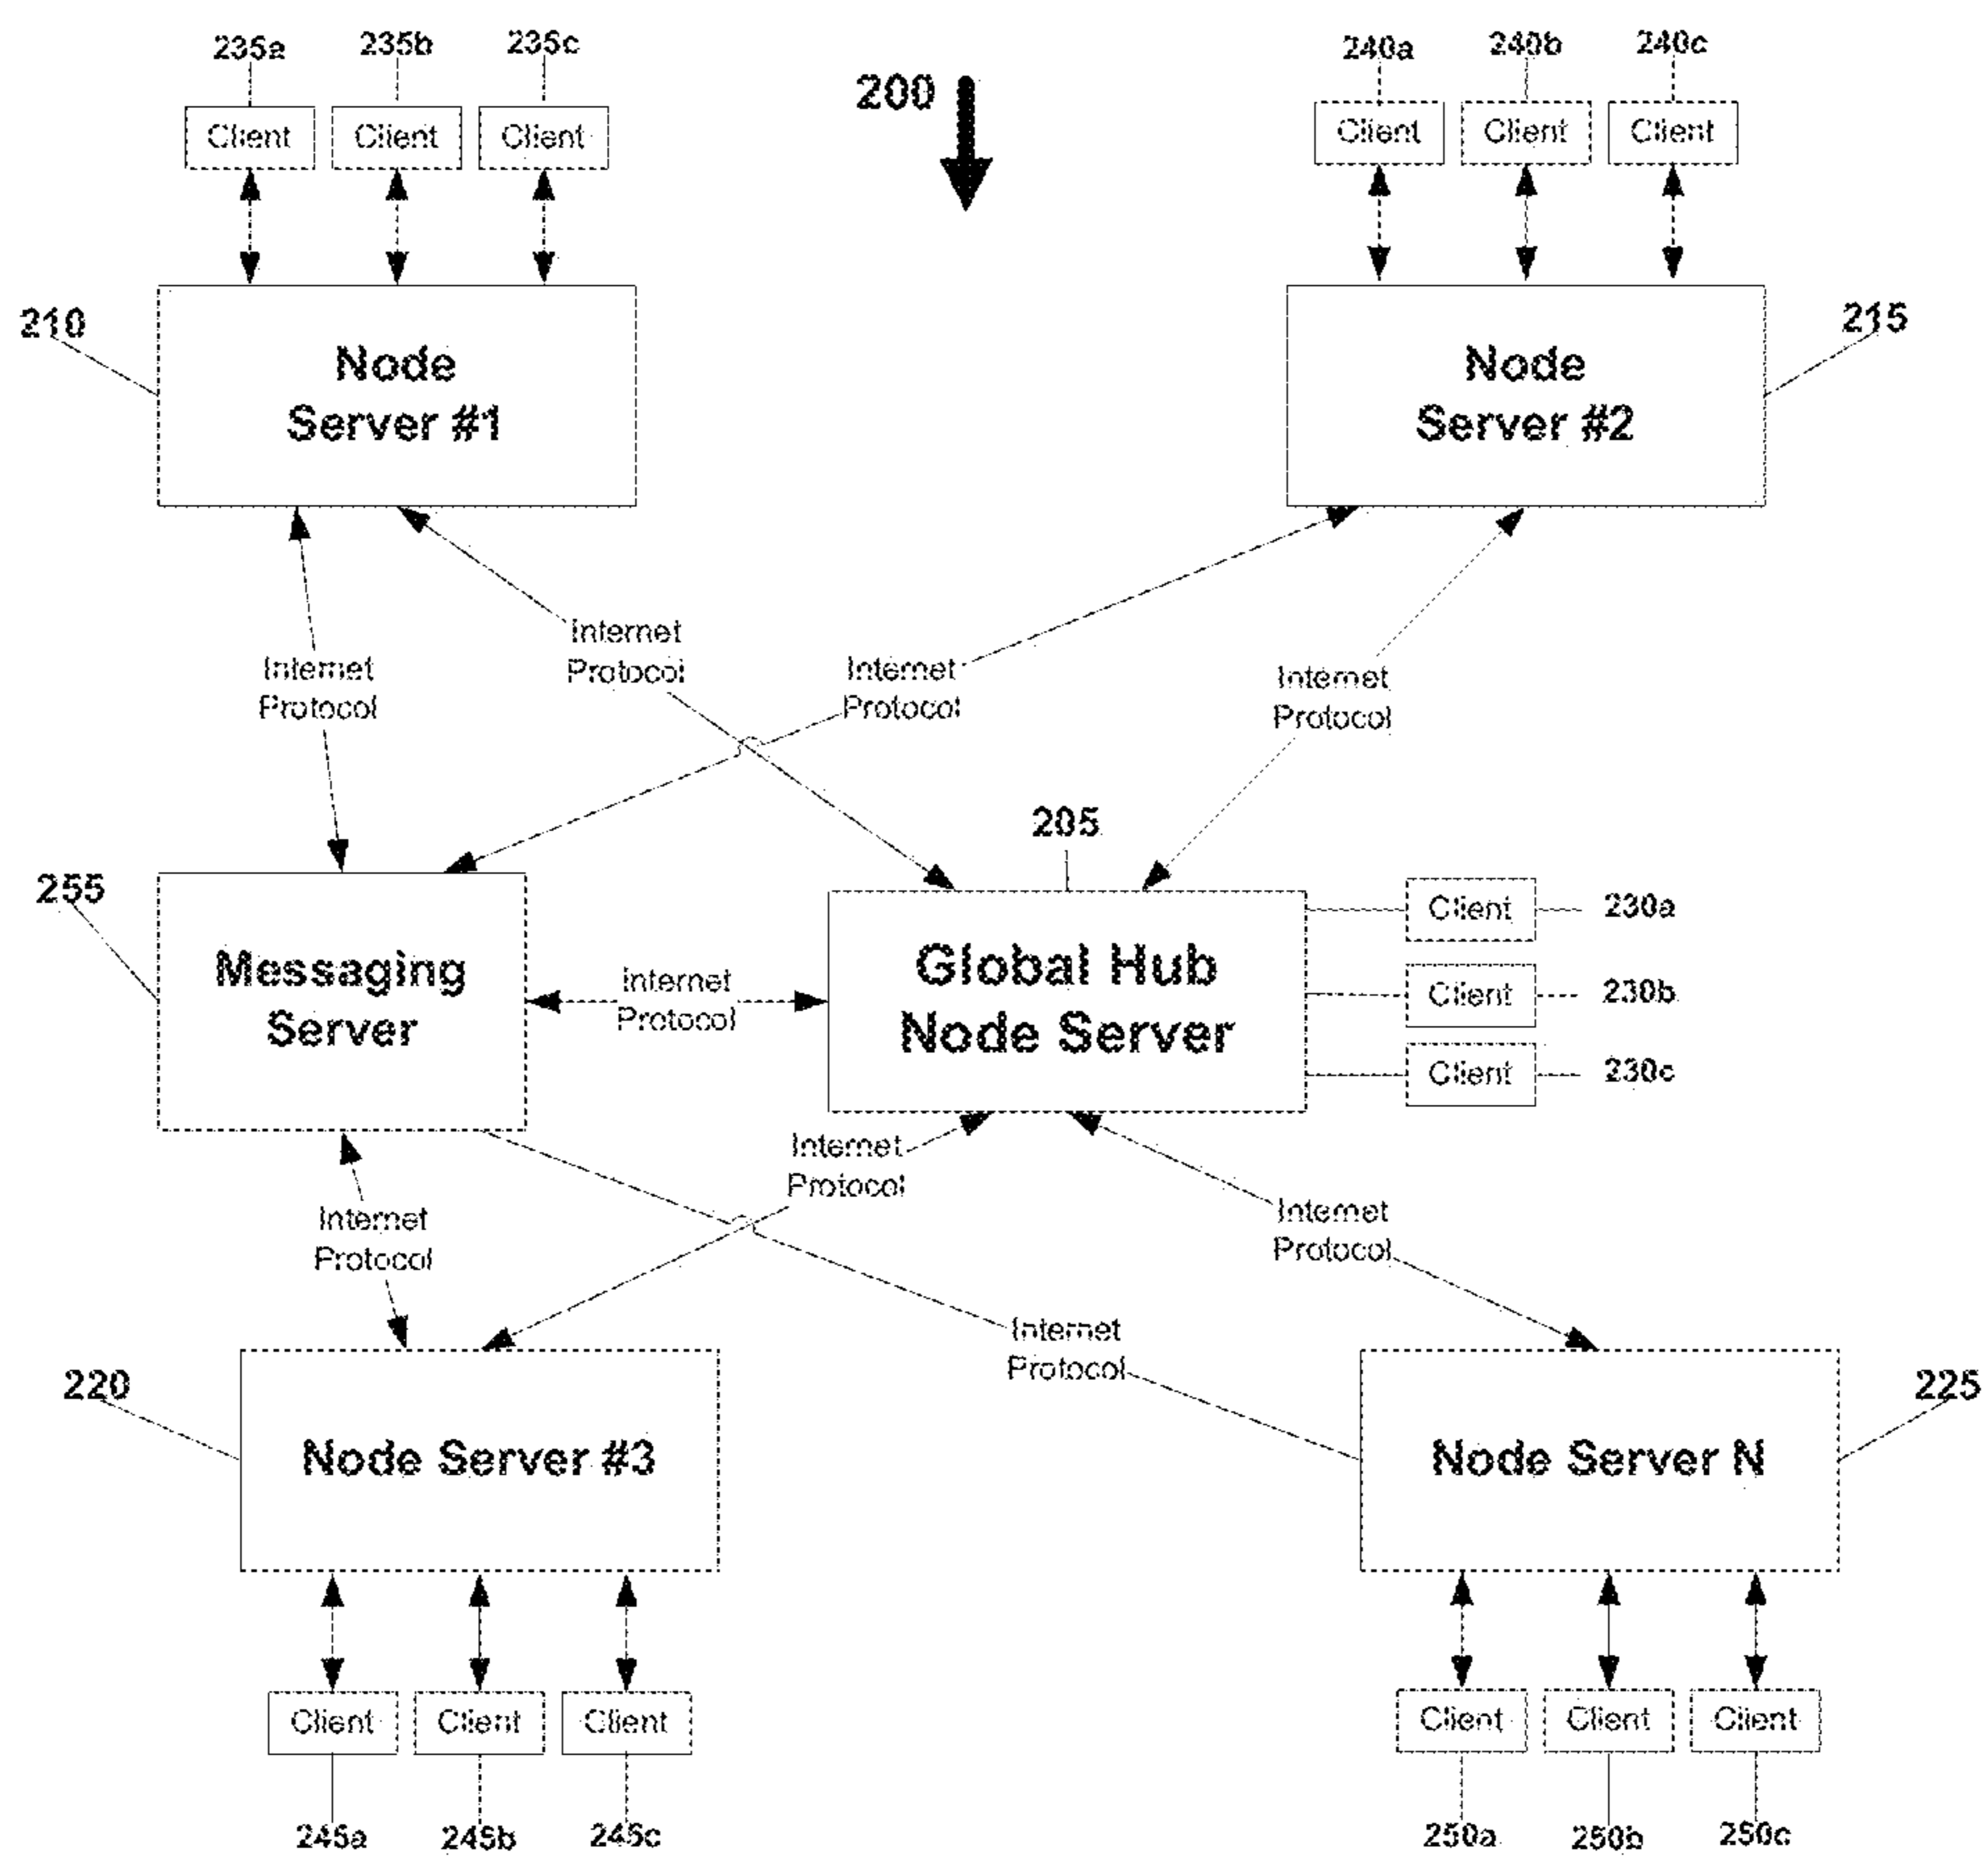 235a 235b 235c
200
240a 240b 240c
Client Client Client
Client Client Client
210
Node
Server #1
215
Node
Server #2
Internet
Protocol
Internet
Protocol
Internet
Protocol
Internet
Protocol
205
255
Messaging
Server
Internet
Protocol
Global Hub
Node Server
Client 230a
Client 230b
Client 230c
Internet
Protocol
Internet
Protocol
Internet
Protocol
Internet
Protocol
220
Node Server #3
225
Node Server N
Client Client Client
Client Client Client
245a 245b 245c
250a 250b 250c